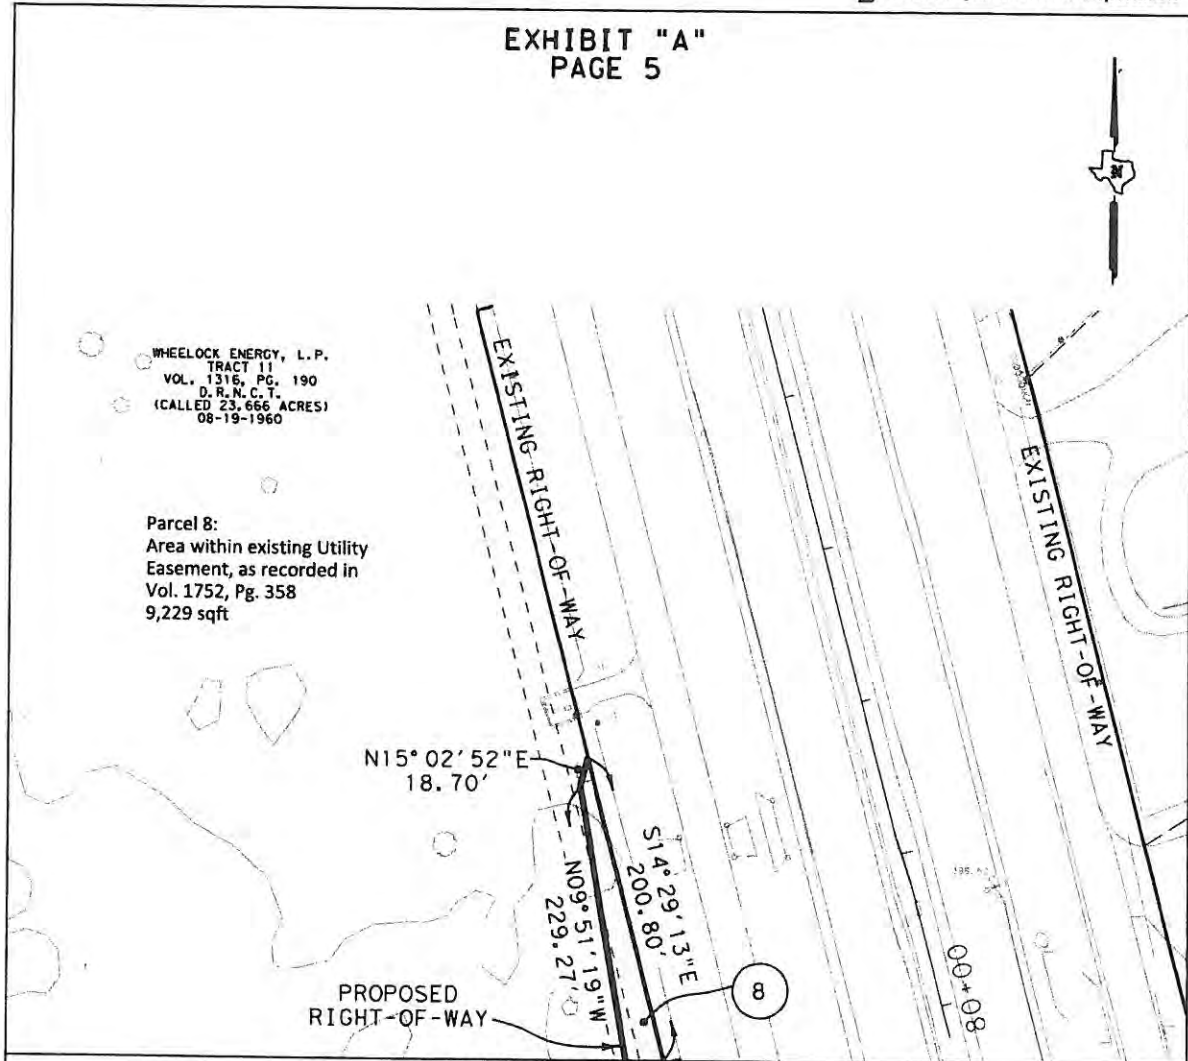 EXHIBIT "A"
PAGE 5
N
WHEELOCK ENERGY, L.P.
TRACT 11
VOL. 1316, PG. 190
D.R.N.C.T.
(CALLED 23.666 ACRES)
08-19-1960
EXISTING RIGHT-OF-WAY
EXISTING RIGHT-OF-WAY
Parcel 8:
Area within existing Utility
Easement, as recorded in
Vol. 1752, Pg. 358
9,229 sqft
N15°02'52"E
18.70'
S14°29'13"E
200.80'
N09°51'19"W
229.27'
8
80+00
PROPOSED
RIGHT-OF-WAY